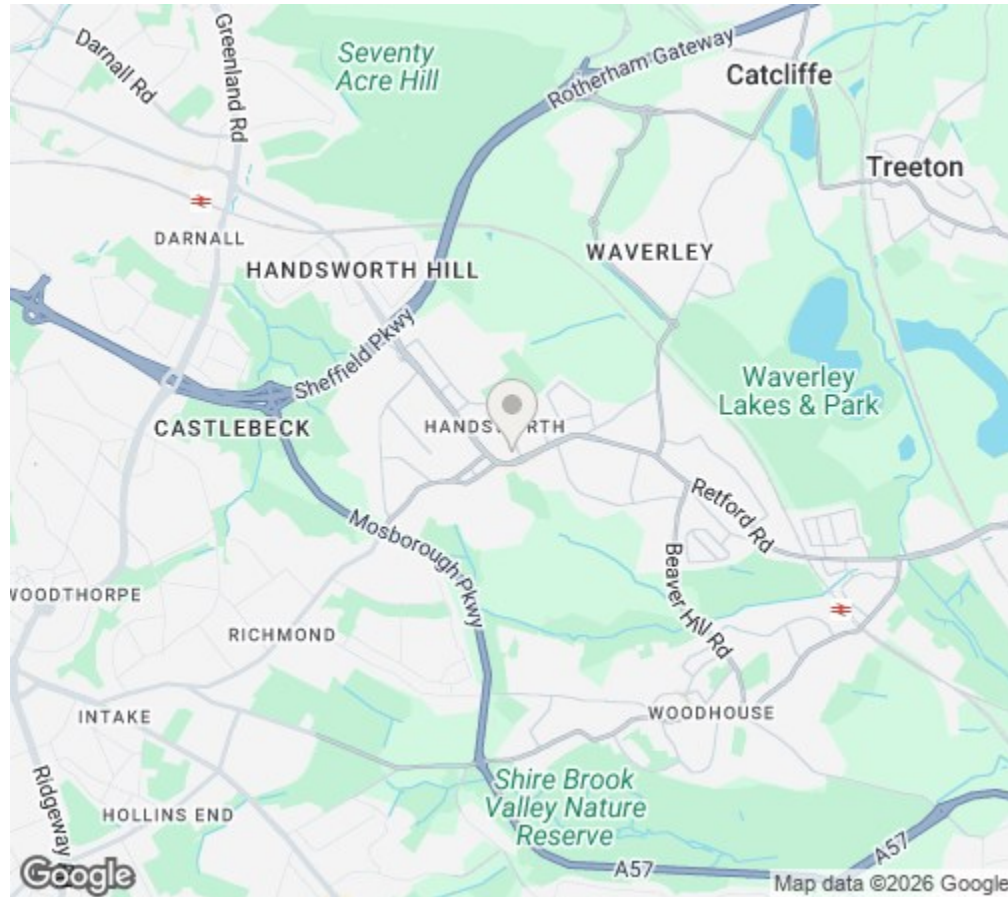 Darnall Rd
Greenland Rd
Seventy
Acre Hill
Rotherham Gateway
Catcliffe
Treeton
DARNALL
HANDSWORTH HILL
WAVERLEY
Sheffield Pkwy
Waverley
Lakes & Park
CASTLEBECK
HANDSWORTH
Retford Rd
Mosborough Pkwy
Beaver Hill Rd
WOODTHORPE
RICHMOND
INTAKE
WOODHOUSE
Ridgeway
Shire Brook
Valley Nature
Reserve
HOLLINS END
A57
A57
Google
Map data ©2026 Google